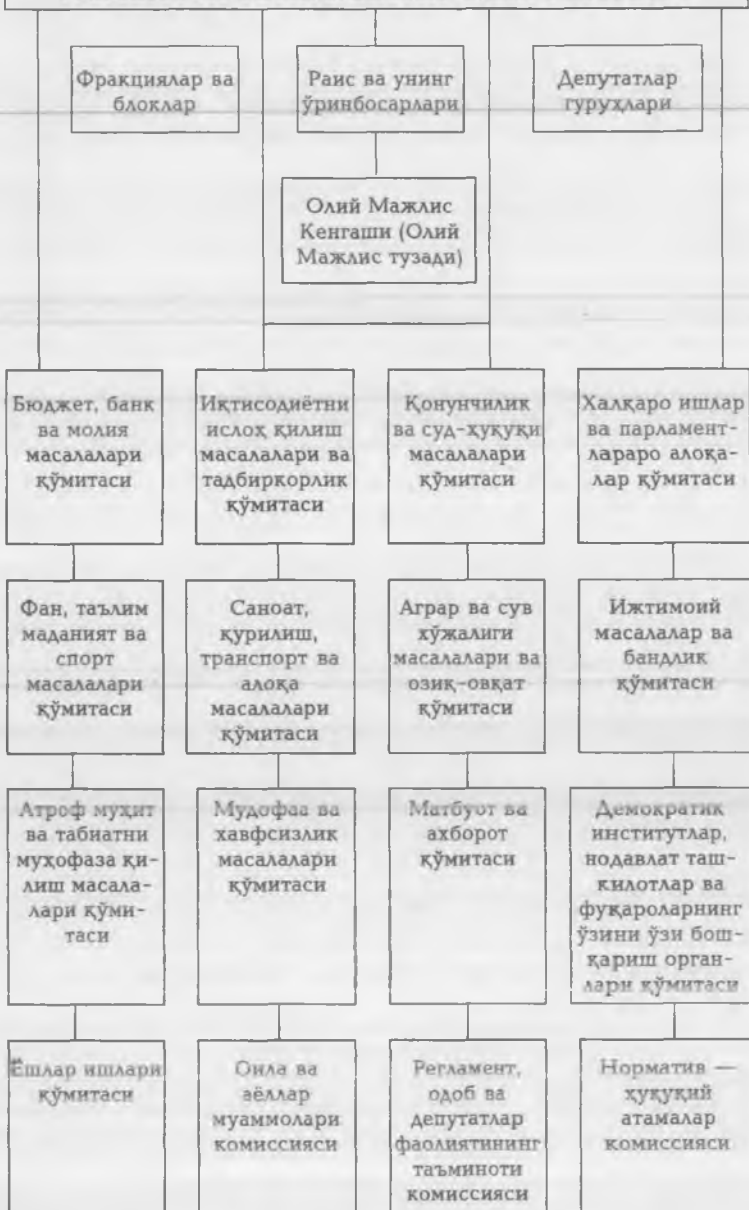 Фракциялар ва
блоклар
Раис ва унинг
ўринбосарлари
Депутатлар
гуруҳлари
Олий Мажлис
Кенгаши (Олий
Мажлис тузади)
Бюджет, банк
ва молия
масалалари
қўмитаси
Иқтисодиётни
ислоҳ қилиш
масалалари ва
тадбиркорлик
қўмитаси
Қонунчилик
ва суд-ҳуқуқи
масалалари
қўмитаси
Халқаро ишлар
ва парламент-
лараро алоқа-
лар қўмитаси
Фан, таълим
маданият ва
спорт
масалалари
қўмитаси
Саноат,
қурилиш,
транспорт ва
алоқа
масалалари
қўмитаси
Аграр ва сув
хўжалиги
масалалари ва
озиқ-овқат
қўмитаси
Ижтимоий
масалалар ва
бандлик
қўмитаси
Атроф муҳит
ва табиатни
муҳофаза қи-
лиш масала-
лари қўми-
таси
Мудофаа ва
хавфсизлик
масалалари
қўмитаси
Матбуот ва
ахборот
қўмитаси
Демократик
институтлар,
нодавлат таш-
килотлар ва
фуқароларнинг
ўзини ўзи бош-
қариш орган-
лари қўмитаси
Ёшлар ишлари
қўмитаси
Оила ва
аёллар
муаммолари
комиссияси
Регламент,
одоб ва
депутатлар
фаолиятининг
таъминоти
комиссияси
Норматив —
ҳуқуқий
атамалар
комиссияси